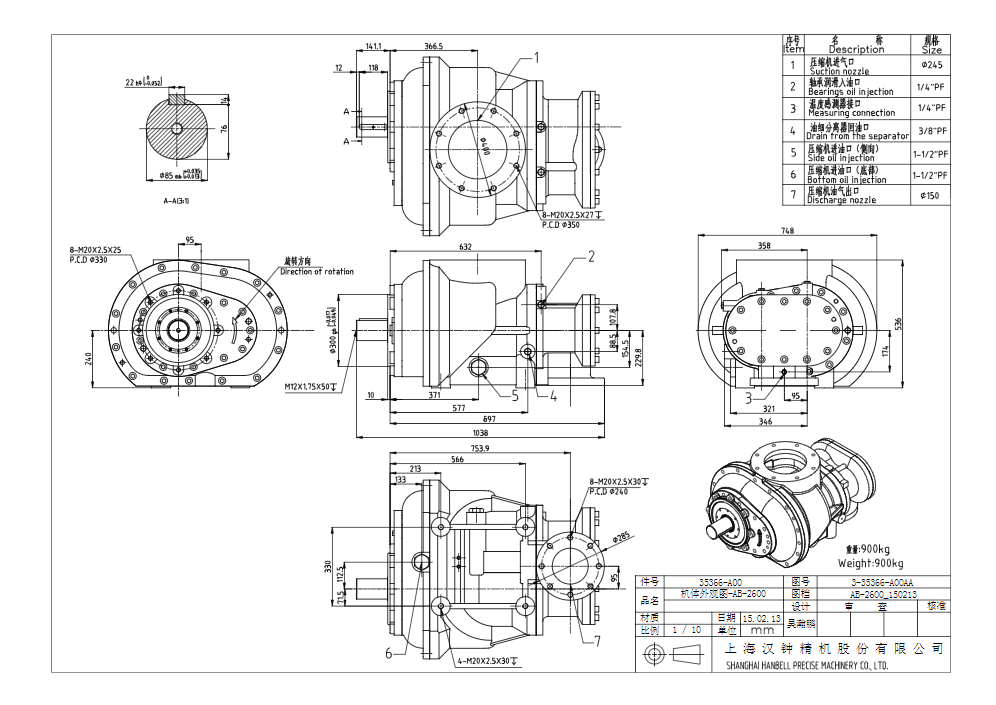 141.1
366.5
12
118
1
A
A
Φ400
8-M20X2.5X27
P.C.D Φ350
22 h9 (0 -0.052)
14
76
Φ85
A-A(3:1)
序号 名 称 规格
Item Description Size
1 压缩机进气口 Suction nozzle Φ245
2 轴承润滑入油口 Bearings oil injection 1/4"PF
3 温度感测器接口 Measuring connection 1/4"PF
4 油细分离器回油口 Drain from the separator 3/8"PF
5 压缩机进油口（侧向） Side oil injection 1-1/2"PF
6 压缩机进油口（底部） Bottom oil injection 1-1/2"PF
7 压缩机油气出口 Discharge nozzle Φ150
95
8-M20X2.5X25
P.C.D Φ330
旋转方向
Direction of rotation
240
632
2
Φ300
M12X1.75X50
107.8
88.5
154.5
229.8
10
371
5
4
577
697
1038
748
358
536
174
3
95
321
346
753.9
566
213
133
8-M20X2.5X30
P.C.D Φ240
Φ285
330
112.5
71.5
95
6
7
4-M20X2.5X30
重量:900kg
Weight:900kg
件号 35366-A00 图号 3-35366-A00AA
品名 机体外观图-AB-2600 图档 AB-2600_150213
设计 审 查 核准
材质 日期 15.02.13 吴瀚鹏
比例 1 / 10 单位 mm
上海汉钟精机股份有限公司
SHANGHAI HANBELL PRECISE MACHINERY CO., LTD.